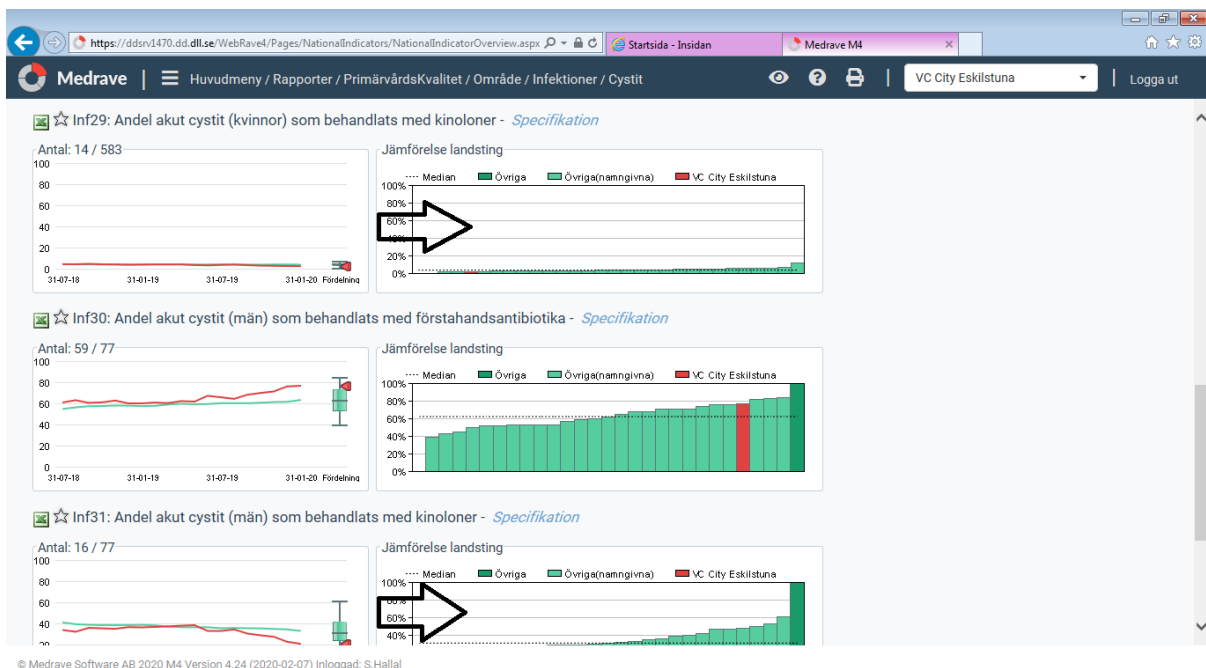 https://ddsrv1470.dd.dll.se/WebRave4/Pages/NationalIndicators/NationalIndicatorOverview.aspx
Startsida - Insidan
Medrave M4
Medrave | Huvudmeny / Rapporter / PrimärvårdsKvalitet / Område / Infektioner / Cystit
VC City Eskilstuna
Logga ut
Inf29: Andel akut cystit (kvinnor) som behandlats med kinoloner - Specifikation
Antal: 14 / 583
100
80
60
40
20
0
31-07-18 31-01-19 31-07-19 31-01-20 Fördelning
Jämförelse landsting
Median Övriga Övriga(namngivna) VC City Eskilstuna
100%
80%
60%
40%
20%
0%
Inf30: Andel akut cystit (män) som behandlats med förstahandsantibiotika - Specifikation
Antal: 59 / 77
100
80
60
40
20
0
31-07-18 31-01-19 31-07-19 31-01-20 Fördelning
Jämförelse landsting
Median Övriga Övriga(namngivna) VC City Eskilstuna
100%
80%
60%
40%
20%
0%
Inf31: Andel akut cystit (män) som behandlats med kinoloner - Specifikation
Antal: 16 / 77
100
80
60
40
20
Jämförelse landsting
Median Övriga Övriga(namngivna) VC City Eskilstuna
100%
80%
60%
40%
© Medrave Software AB 2020 M4 Version 4.24 (2020-02-07) Inloggad: S.Hallal